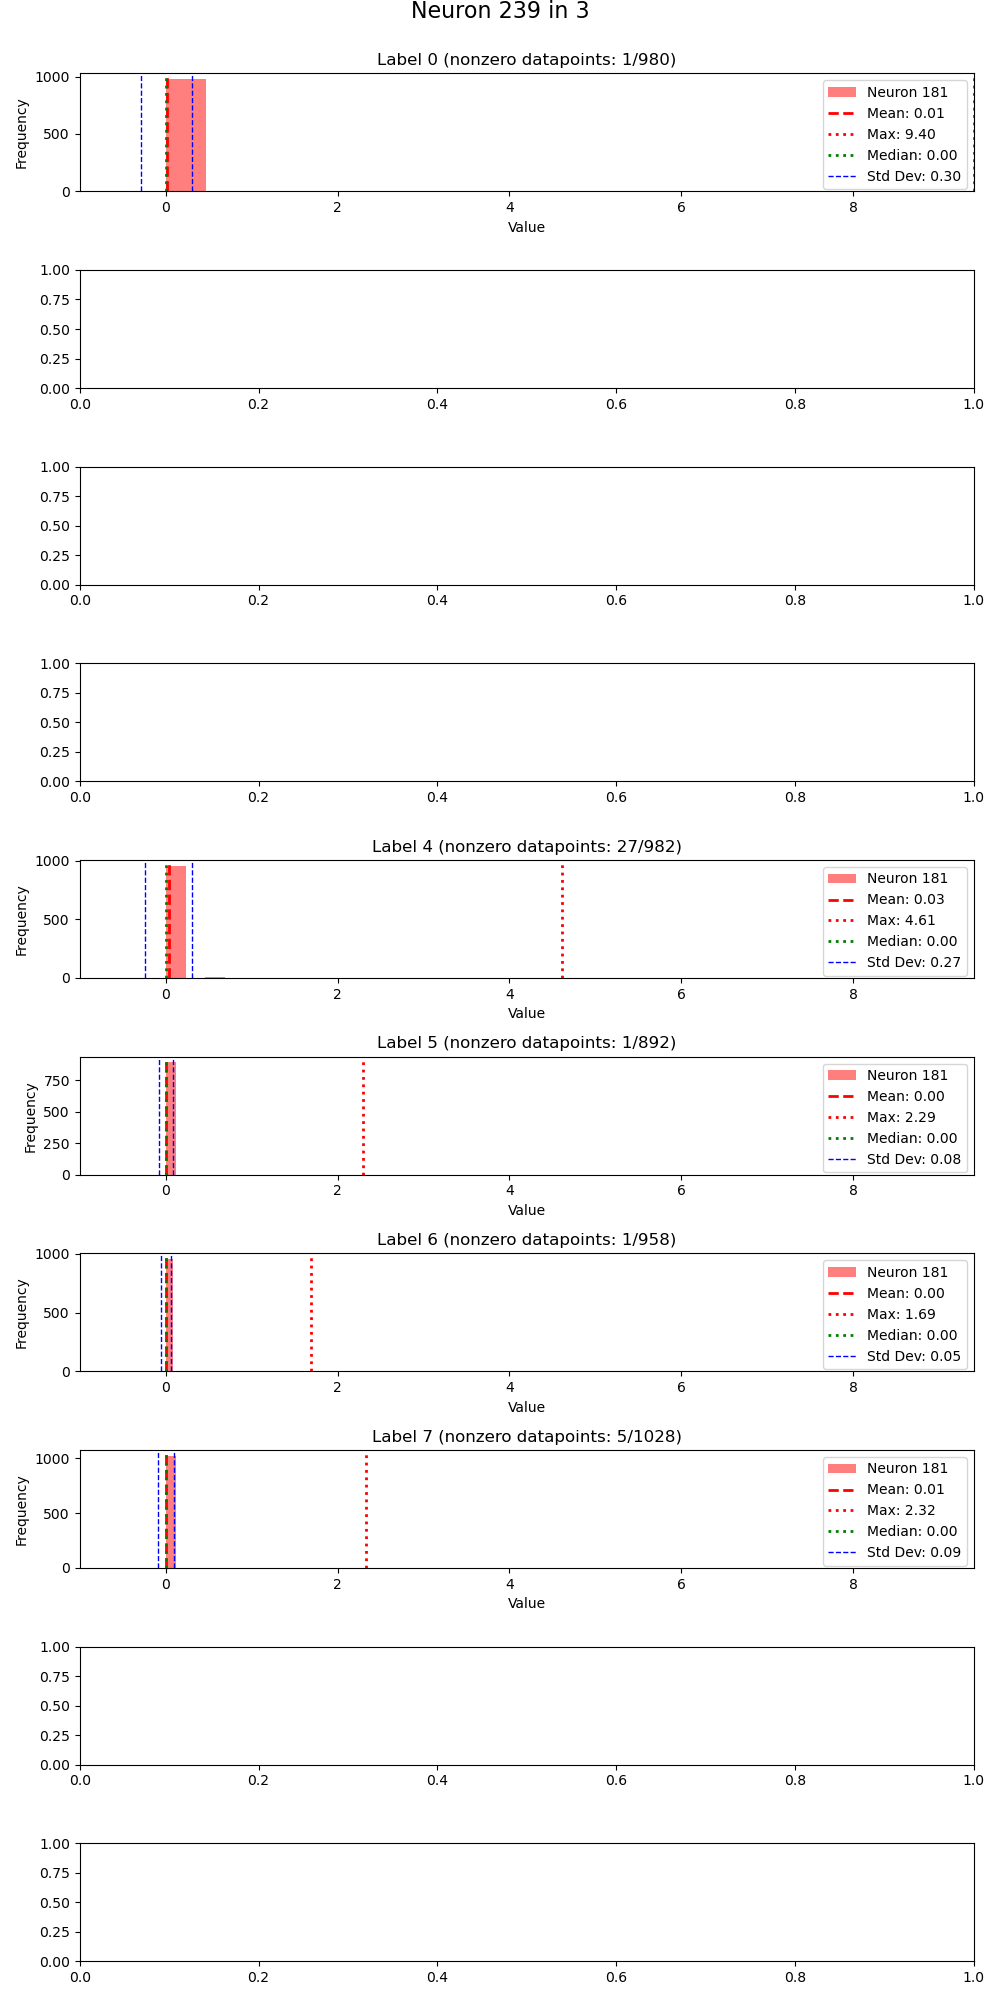 Neuron 239 in 3
Label 0 (nonzero datapoints: 1/980)
Frequency
1000
500
0
Neuron 181
Mean: 0.01
Max: 9.40
Median: 0.00
Std Dev: 0.30
0 2 4 6 8
Value
1.00
0.75
0.50
0.25
0.00
0.0 0.2 0.4 0.6 0.8 1.0
1.00
0.75
0.50
0.25
0.00
0.0 0.2 0.4 0.6 0.8 1.0
1.00
0.75
0.50
0.25
0.00
0.0 0.2 0.4 0.6 0.8 1.0
Label 4 (nonzero datapoints: 27/982)
Frequency
1000
500
0
Neuron 181
Mean: 0.03
Max: 4.61
Median: 0.00
Std Dev: 0.27
0 2 4 6 8
Value
Label 5 (nonzero datapoints: 1/892)
Frequency
750
500
250
0
Neuron 181
Mean: 0.00
Max: 2.29
Median: 0.00
Std Dev: 0.08
0 2 4 6 8
Value
Label 6 (nonzero datapoints: 1/958)
Frequency
1000
500
0
Neuron 181
Mean: 0.00
Max: 1.69
Median: 0.00
Std Dev: 0.05
0 2 4 6 8
Value
Label 7 (nonzero datapoints: 5/1028)
Frequency
1000
500
0
Neuron 181
Mean: 0.01
Max: 2.32
Median: 0.00
Std Dev: 0.09
0 2 4 6 8
Value
1.00
0.75
0.50
0.25
0.00
0.0 0.2 0.4 0.6 0.8 1.0
1.00
0.75
0.50
0.25
0.00
0.0 0.2 0.4 0.6 0.8 1.0